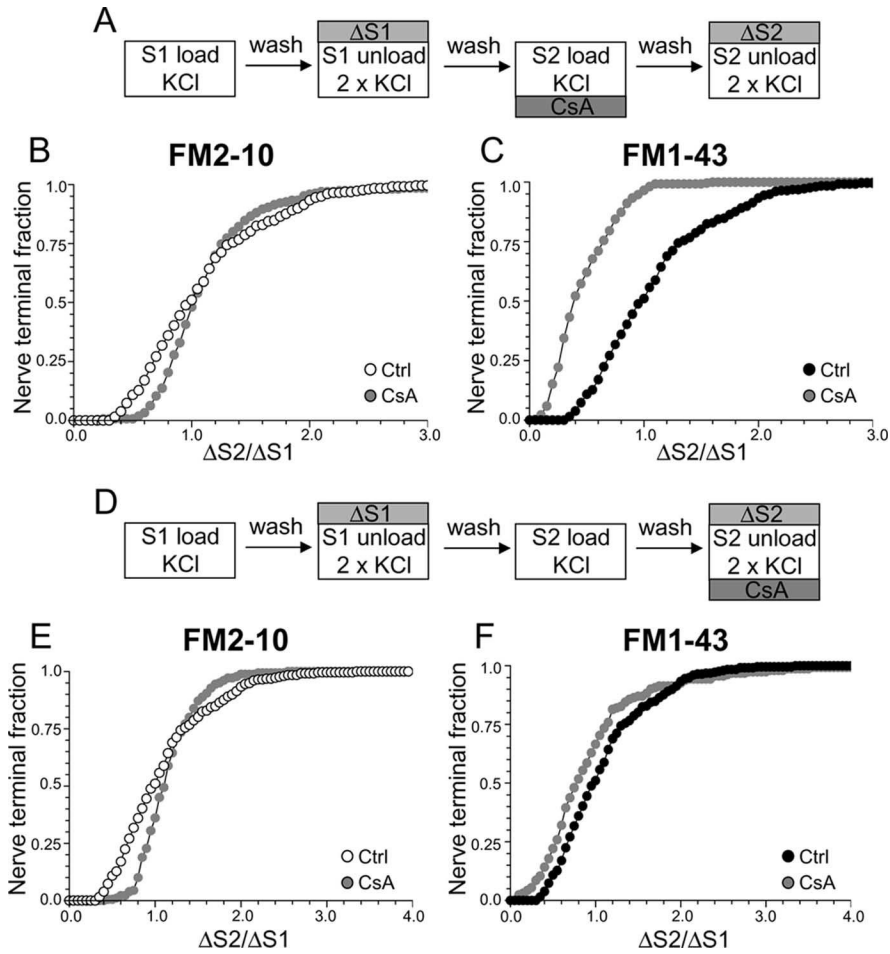 A
S1 load
KCl
wash
ΔS1
S1 unload
2 x KCl
wash
S2 load
KCl
CsA
wash
ΔS2
S2 unload
2 x KCl
B
FM2-10
Nerve terminal fraction
1.0
0.75
0.5
0.25
0.0
0.0
1.0
2.0
3.0
ΔS2/ΔS1
Ctrl
CsA
C
FM1-43
Nerve terminal fraction
1.0
0.75
0.5
0.25
0.0
0.0
1.0
2.0
3.0
ΔS2/ΔS1
Ctrl
CsA
D
S1 load
KCl
wash
ΔS1
S1 unload
2 x KCl
wash
S2 load
KCl
wash
ΔS2
S2 unload
2 x KCl
CsA
E
FM2-10
Nerve terminal fraction
1.0
0.75
0.5
0.25
0.0
0.0
1.0
2.0
3.0
4.0
ΔS2/ΔS1
Ctrl
CsA
F
FM1-43
Nerve terminal fraction
1.0
0.75
0.5
0.25
0.0
0.0
1.0
2.0
3.0
4.0
ΔS2/ΔS1
Ctrl
CsA